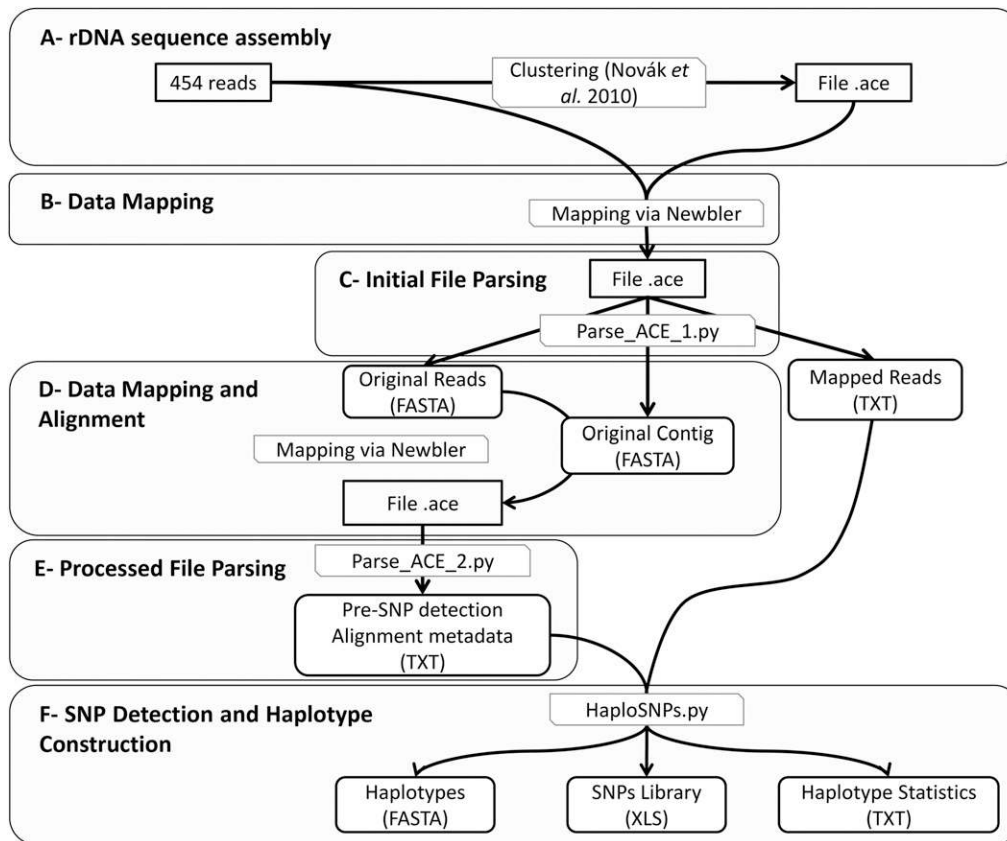 A- rDNA sequence assembly
454 reads
Clustering (Novák et
al. 2010)
File .ace
B- Data Mapping
Mapping via Newbler
C- Initial File Parsing
File .ace
Parse_ACE_1.py
D- Data Mapping and
Alignment
Original Reads
(FASTA)
Mapped Reads
(TXT)
Original Contig
(FASTA)
Mapping via Newbler
File .ace
E- Processed File Parsing
Parse_ACE_2.py
Pre-SNP detection
Alignment metadata
(TXT)
F- SNP Detection and Haplotype
Construction
HaploSNPs.py
Haplotypes
(FASTA)
SNPs Library
(XLS)
Haplotype Statistics
(TXT)